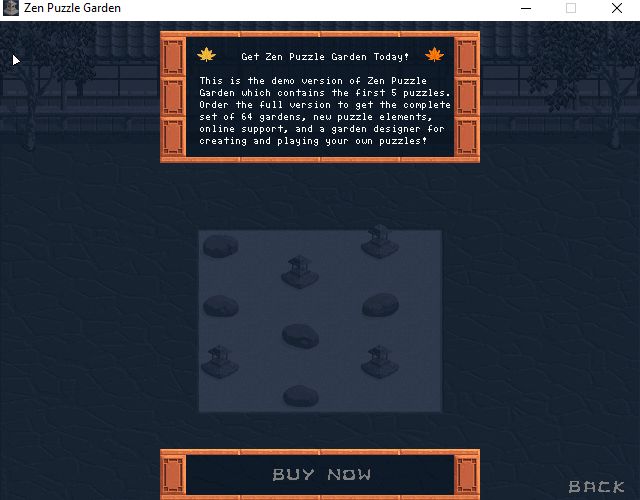 Zen Puzzle Garden
Get Zen Puzzle Garden Today!
This is the demo version of Zen Puzzle
Garden which contains the first 5 puzzles.
Order the full version to get the complete
set of 64 gardens, new puzzle elements,
online support, and a garden designer for
creating and playing your own puzzles!
BUY NOW
BACK